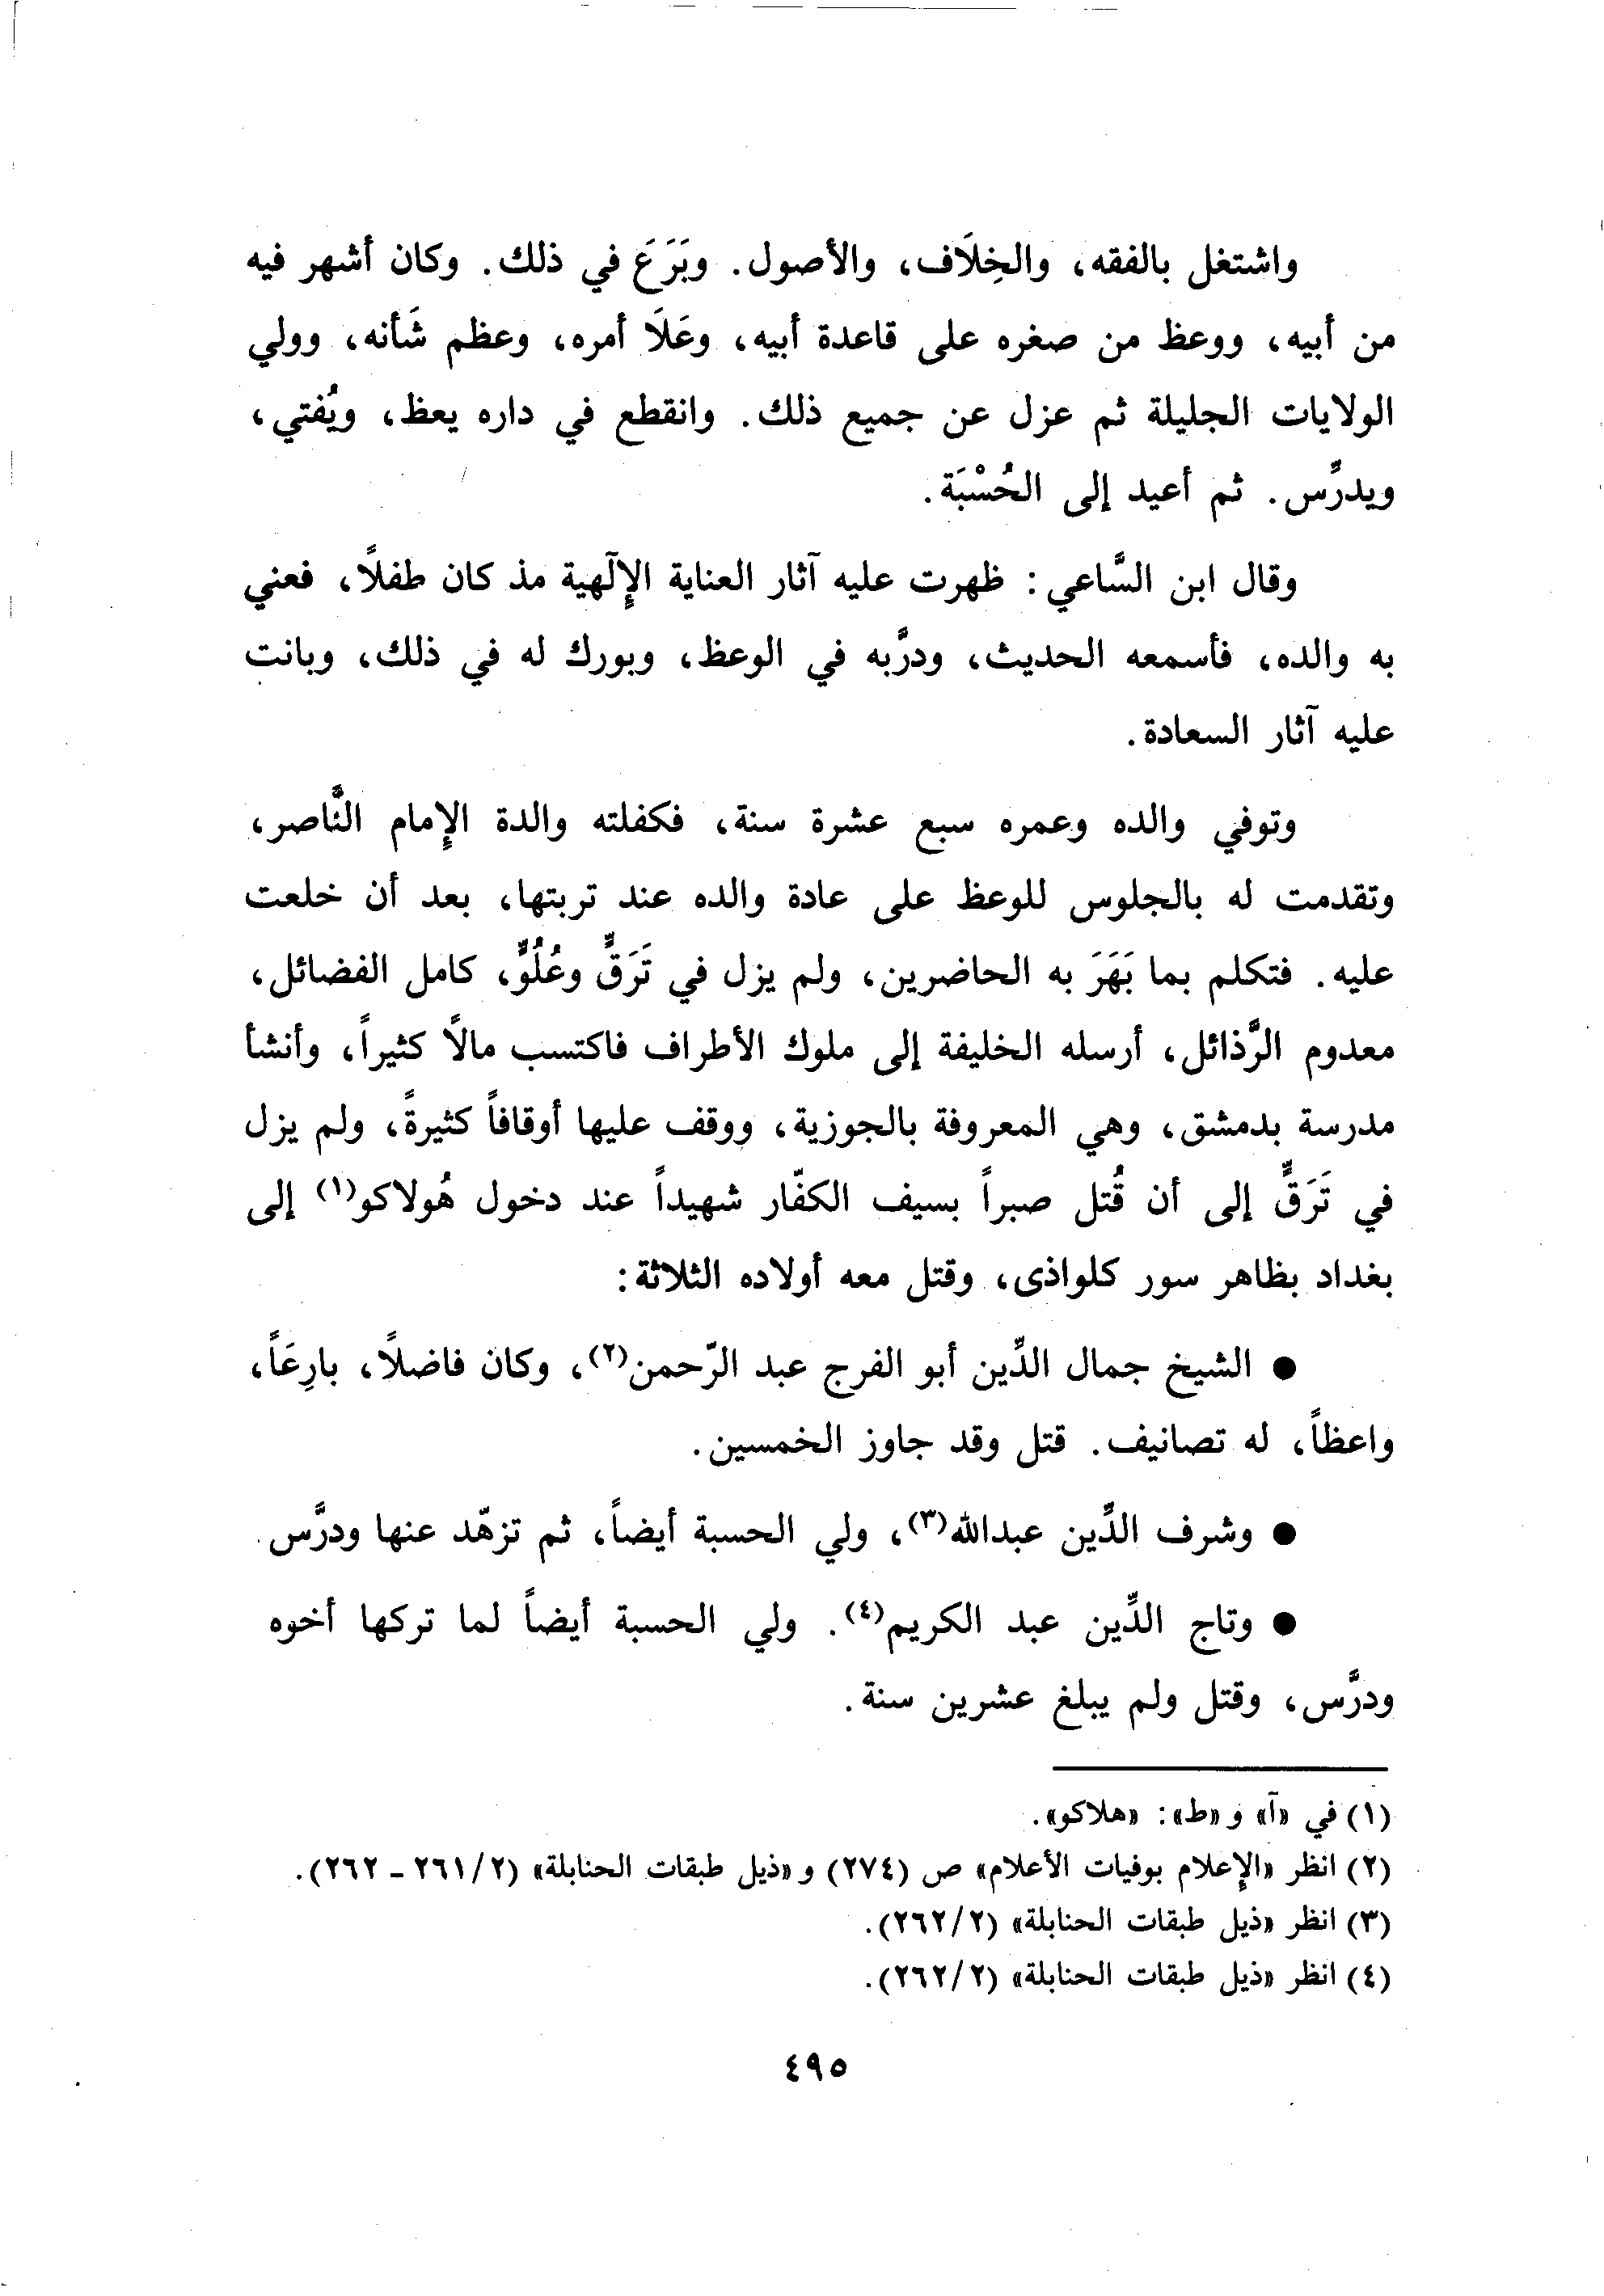 واشتغل بالفقه، والخِلَاف، والأصول. وبَرَعَ في ذلك. وكان أشهر فيه
من أبيه، ووعظ من صغره على قاعدة أبيه، وعَلَا أمره، وعظم شَأنه، وولي
الولايات الجليلة ثم عزل عن جميع ذلك. وانقطع في داره يعظ، ويُفتي،
ويدرِّس. ثم أعيد إلى الحُسْبَة.
وقال ابن السَّاعي: ظهرت عليه آثار العناية الإلٓهية مذ كان طفلاً، فعني
به والده، فأسمعه الحديث، ودرَّبه في الوعظ، وبورك له في ذلك، وبانت
عليه آثار السعادة.
وتوفي والده وعمره سبع عشرة سنة، فكفلته والدة الإمام النَّاصر،
وتقدمت له بالجلوس للوعظ على عادة والده عند تربتها، بعد أن خلعت
عليه. فتكلم بما بَهَرَ به الحاضرين، ولم يزل في تَرَقٍّ وعُلُوٍّ، كامل الفضائل،
معدوم الرَّذائل، أرسله الخليفة إلى ملوك الأطراف فاكتسب مالاً كثيراً، وأنشأ
مدرسة بدمشق، وهي المعروفة بالجوزية، ووقف عليها أوقافاً كثيرةً، ولم يزل
في تَرَقٍّ إلى أن قُتل صبراً بسيف الكفّار شهيداً عند دخول هُولاكو(١) إلى
بغداد بظاهر سور كلواذى، وقتل معه أولاده الثلاثة:
● الشيخ جمال الدِّين أبو الفرج عبد الرّحمن(٢)، وكان فاضلاً، بارِعَاً،
واعظاً، له تصانيف. قتل وقد جاوز الخمسين.
● وشرف الدِّين عبدالله(٣)، ولي الحسبة أيضاً، ثم تزهّد عنها ودرَّس.
● وتاج الدِّين عبد الكريم(٤). ولي الحسبة أيضاً لما تركها أخوه
ودرَّس، وقتل ولم يبلغ عشرين سنة.
(١) في «آ» و «ط»: «هلاكو».
(٢) انظر «الإعلام بوفيات الأعلام» ص (٢٧٤) و «ذيل طبقات الحنابلة» (٢/ ٢٦١ - ٢٦٢).
(٣) انظر «ذيل طبقات الحنابلة» (٢/ ٢٦٢).
(٤) انظر «ذيل طبقات الحنابلة» (٢/ ٢٦٢).
٤٩٥